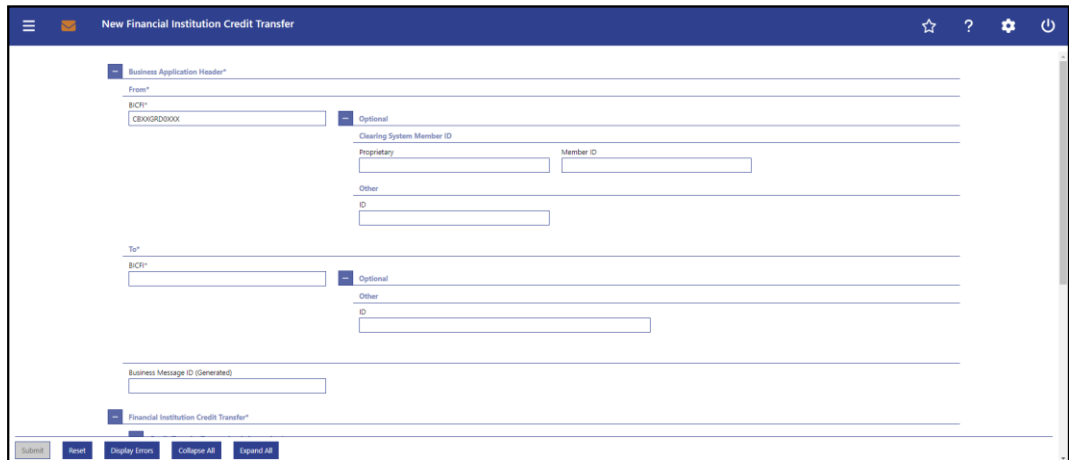 New Financial Institution Credit Transfer
?
Business Application Header*
From*
BICFI*
CBXXGRD0XXX
Optional
Clearing System Member ID
Proprietary Member ID
Other
ID
To*
BICFI*
Optional
Other
ID
Business Message ID (Generated)
Financial Institution Credit Transfer*
Submit Reset Display Errors Collapse All Expand All